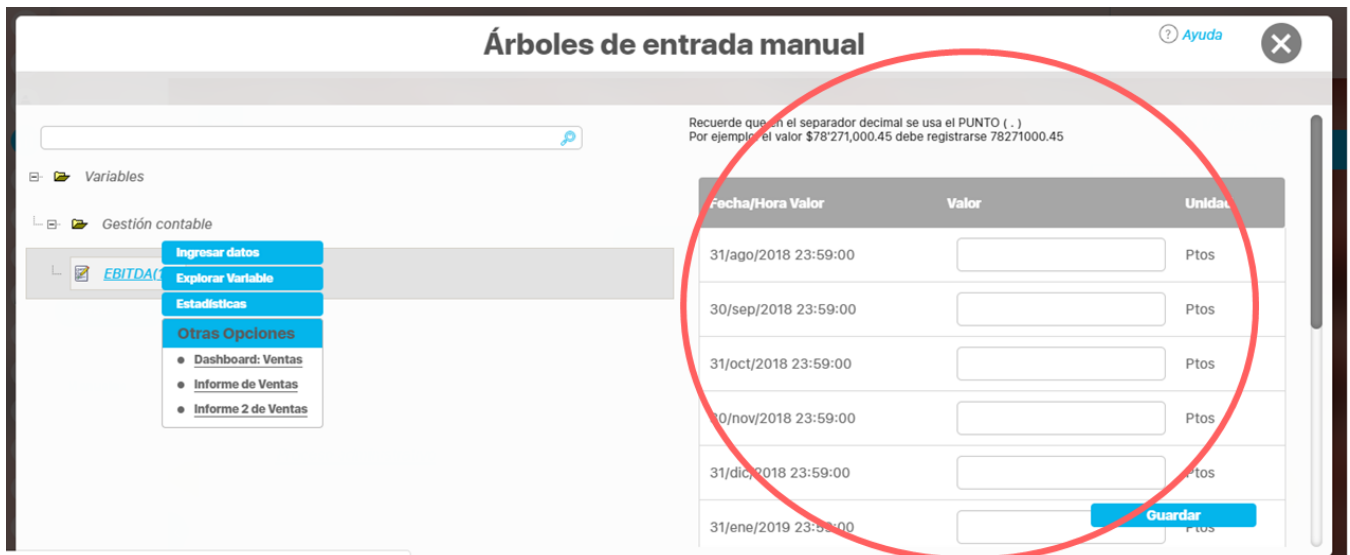 Árboles de entrada manual
? Ayuda
Recuerde que en el separador decimal se usa el PUNTO ( . )
Por ejemplo, el valor $78'271,000.45 debe registrarse 78271000.45
Variables
Gestión contable
EBITDA(
Ingresar datos
Explorar Variable
Estadísticas
Otras Opciones
Dashboard: Ventas
Informe de Ventas
Informe 2 de Ventas
Fecha/Hora Valor Valor Unidad
31/ago/2018 23:59:00 Ptos
30/sep/2018 23:59:00 Ptos
31/oct/2018 23:59:00 Ptos
30/nov/2018 23:59:00 Ptos
31/dic/2018 23:59:00 Ptos
31/ene/2019 23:59:00 Ptos
Guardar